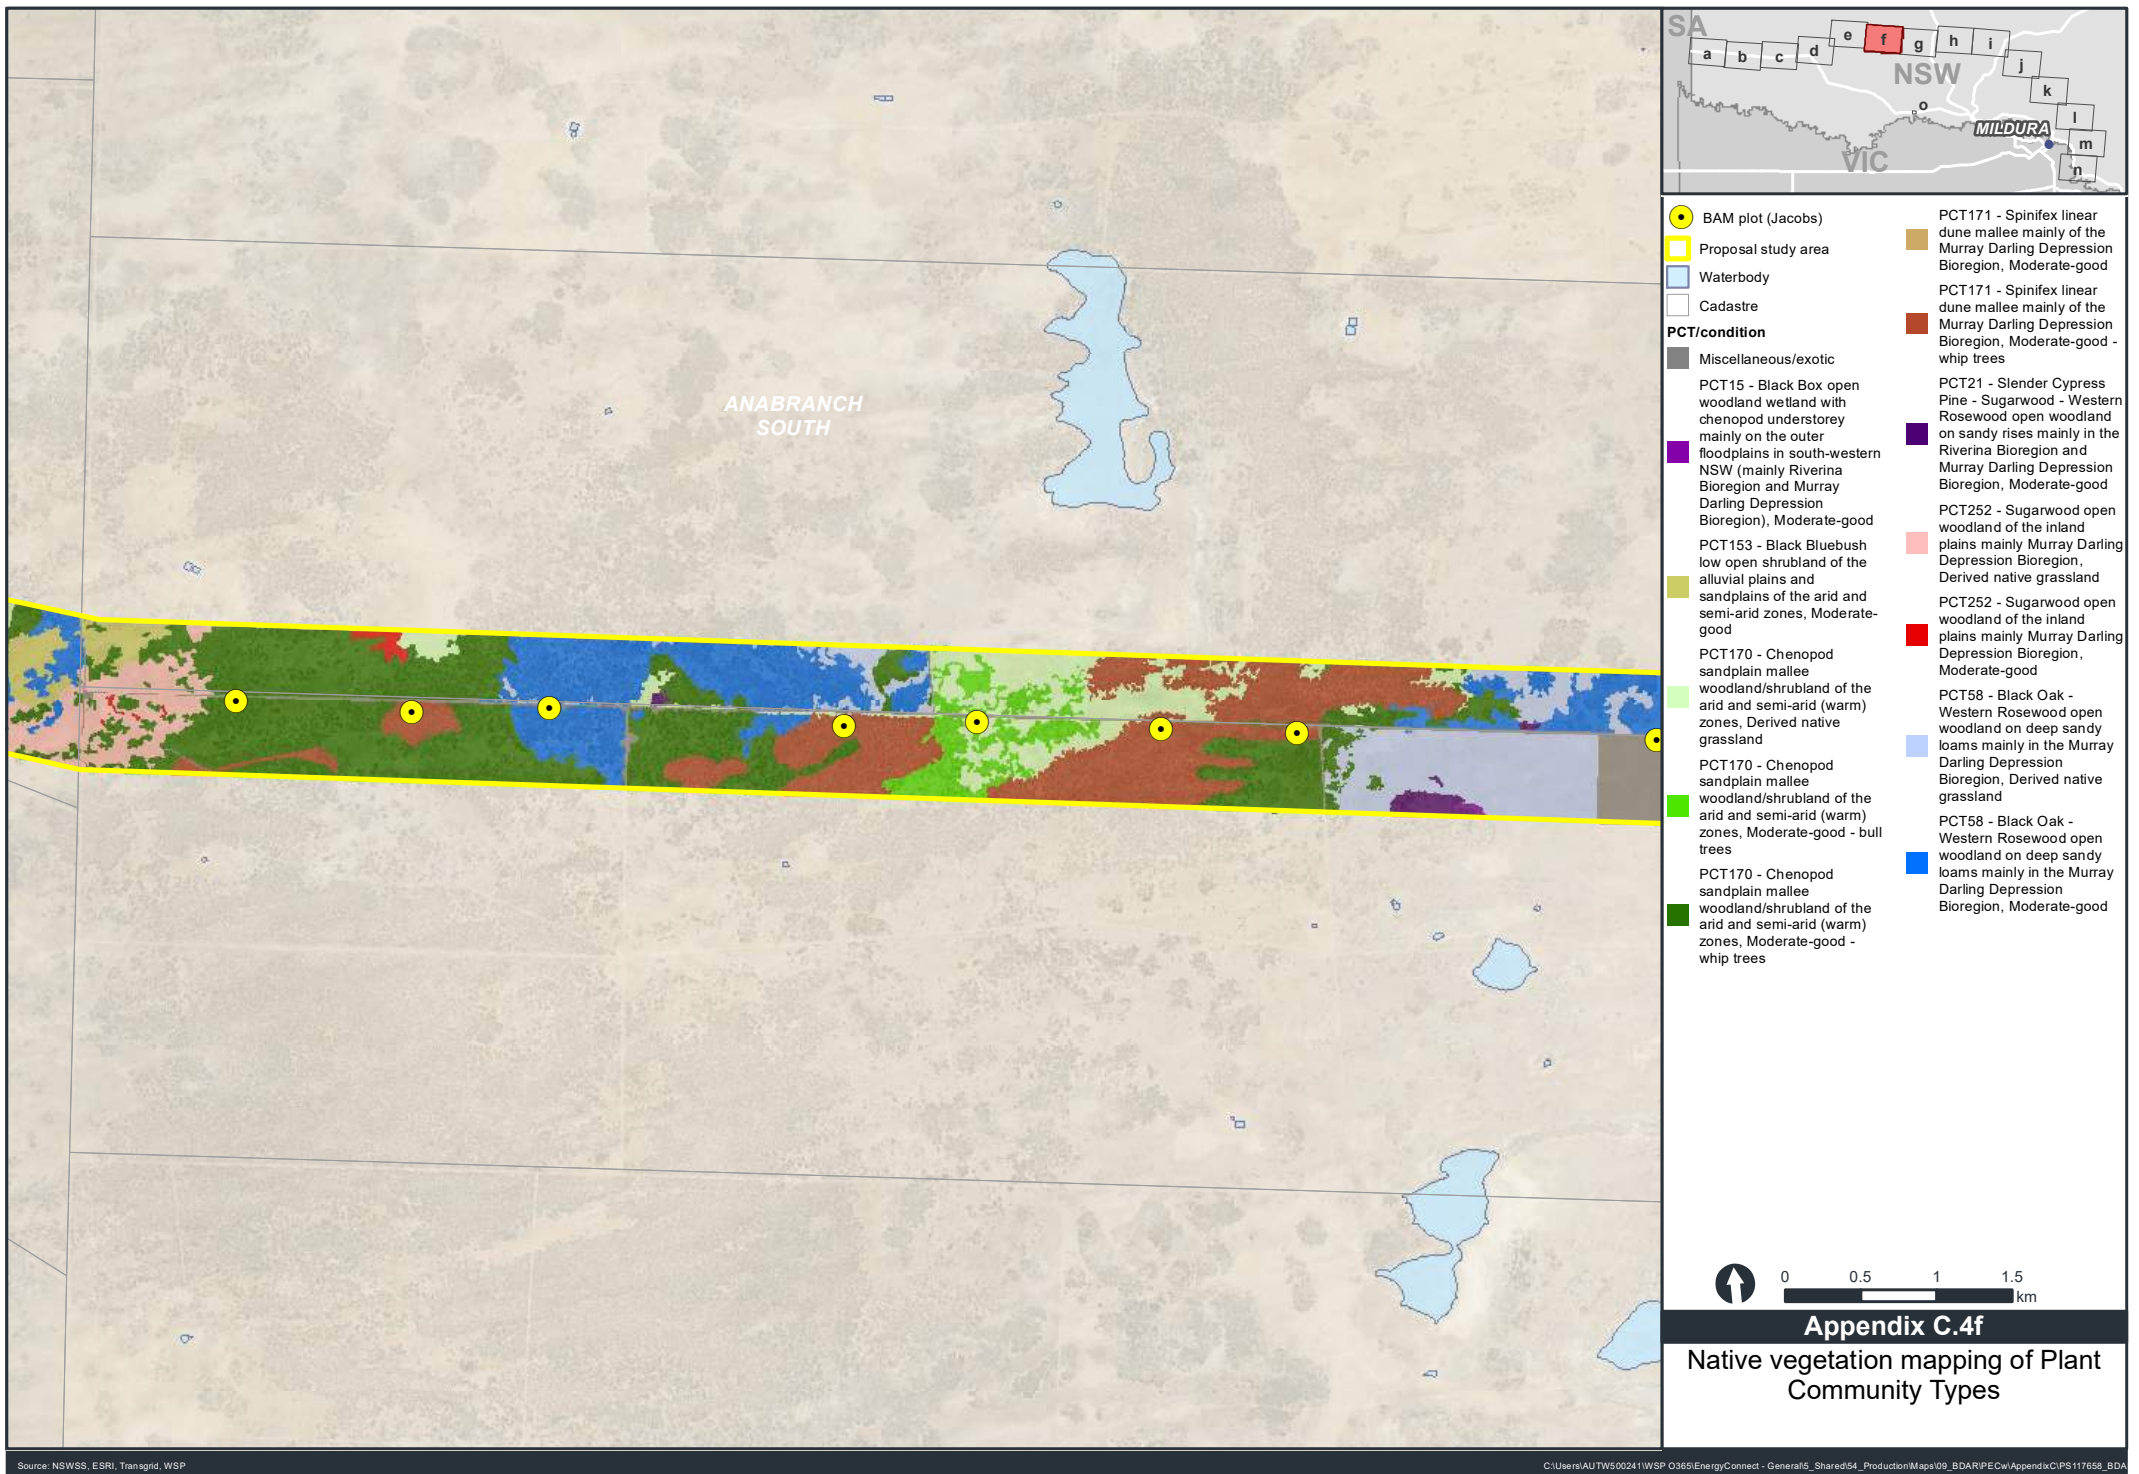 ANABRANCH
SOUTH
SA
a
b
c
d
e
f
g
h
i
j
k
l
m
n
o
NSW
MILDURA
VIC
BAM plot (Jacobs)
Proposal study area
Waterbody
Cadastre
PCT/condition
Miscellaneous/exotic
PCT15 - Black Box open
woodland wetland with
chenopod understorey
mainly on the outer
floodplains in south-western
NSW (mainly Riverina
Bioregion and Murray
Darling Depression
Bioregion), Moderate-good
PCT153 - Black Bluebush
low open shrubland of the
alluvial plains and
sandplains of the arid and
semi-arid zones, Moderate-
good
PCT170 - Chenopod
sandplain mallee
woodland/shrubland of the
arid and semi-arid (warm)
zones, Derived native
grassland
PCT170 - Chenopod
sandplain mallee
woodland/shrubland of the
arid and semi-arid (warm)
zones, Moderate-good - bull
trees
PCT170 - Chenopod
sandplain mallee
woodland/shrubland of the
arid and semi-arid (warm)
zones, Moderate-good -
whip trees
PCT171 - Spinifex linear
dune mallee mainly of the
Murray Darling Depression
Bioregion, Moderate-good
PCT171 - Spinifex linear
dune mallee mainly of the
Murray Darling Depression
Bioregion, Moderate-good -
whip trees
PCT21 - Slender Cypress
Pine - Sugarwood - Western
Rosewood open woodland
on sandy rises mainly in the
Riverina Bioregion and
Murray Darling Depression
Bioregion, Moderate-good
PCT252 - Sugarwood open
woodland of the inland
plains mainly Murray Darling
Depression Bioregion,
Derived native grassland
PCT252 - Sugarwood open
woodland of the inland
plains mainly Murray Darling
Depression Bioregion,
Moderate-good
PCT58 - Black Oak -
Western Rosewood open
woodland on deep sandy
loams mainly in the Murray
Darling Depression
Bioregion, Derived native
grassland
PCT58 - Black Oak -
Western Rosewood open
woodland on deep sandy
loams mainly in the Murray
Darling Depression
Bioregion, Moderate-good
0 0.5 1 1.5
km
Appendix C.4f
Native vegetation mapping of Plant
Community Types
Source: NSWSS, ESRI, Transgrid, WSP
C:\Users\AUTW500241\WSP O365\EnergyConnect - General\5_Shared\54_Production\Maps\09_BDAR\PECw\AppendixC\PS117658_BDA